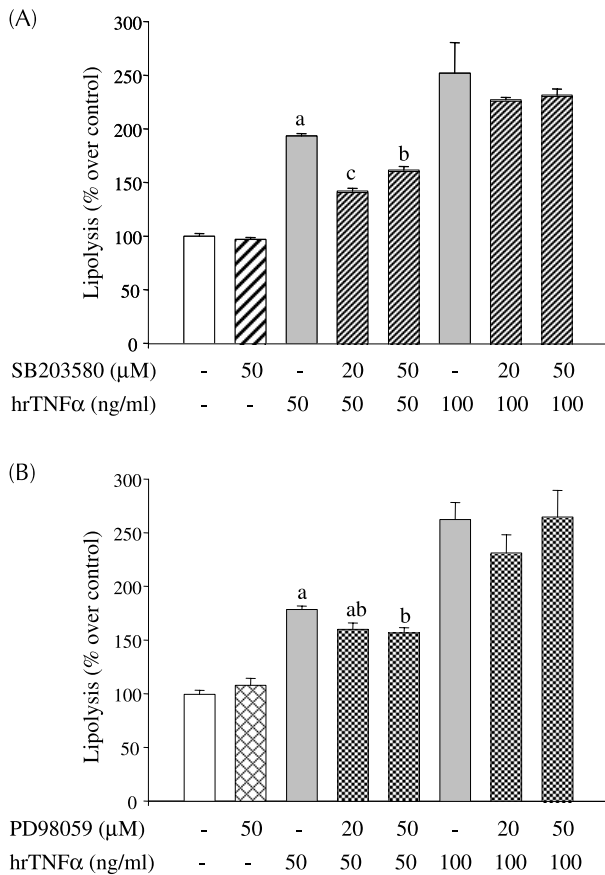 (A)
300
250
200
150
100
50
0
Lipolysis (% over control)
a
c
b
SB203580 (µM) - 50 - 20 50 - 20 50
hrTNFα (ng/ml) - - 50 50 50 100 100 100
(B)
300
250
200
150
100
50
0
Lipolysis (% over control)
a
ab
b
PD98059 (µM) - 50 - 20 50 - 20 50
hrTNFα (ng/ml) - - 50 50 50 100 100 100